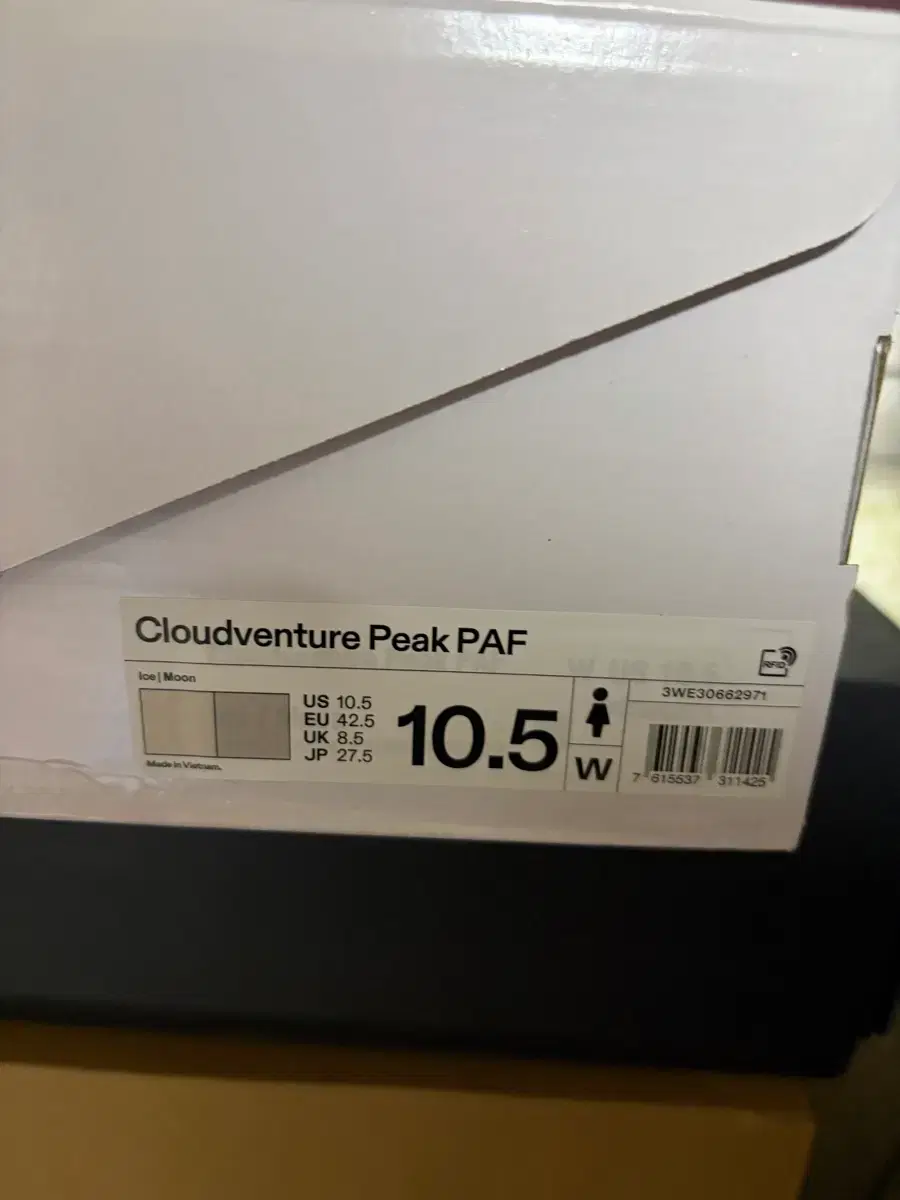 Cloudventure Peak PAF
RFID
Ice | Moon
US 10.5
EU 42.5
UK 8.5
JP 27.5
Made in Vietnam.
10.5
W
3WE30662971
7 615537 311425